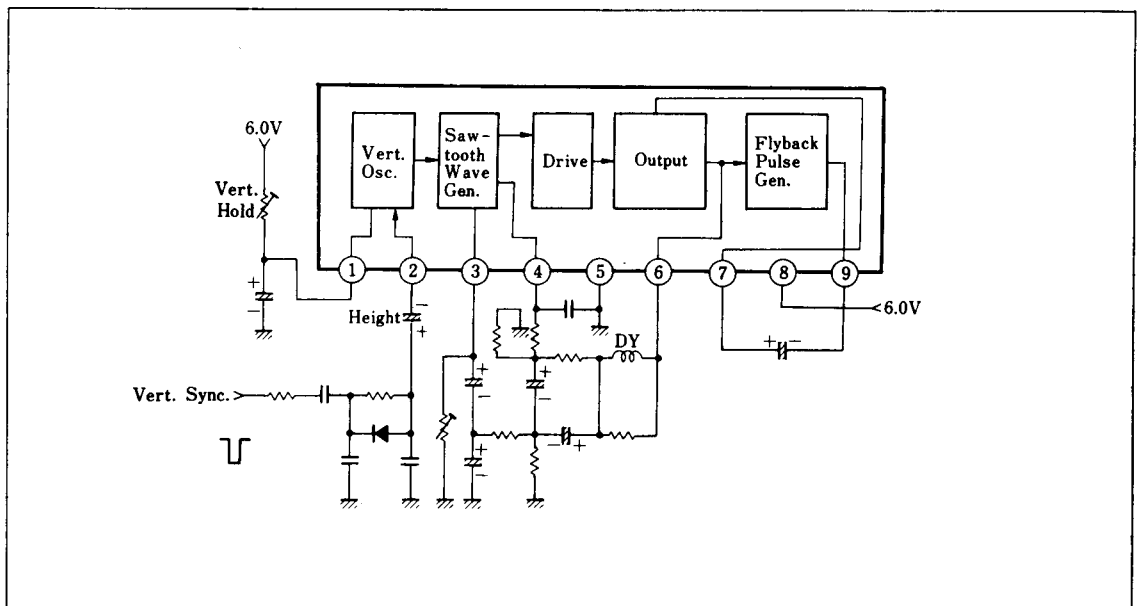 6.0V
Vert.
Hold
Vert.
Osc.
Saw-
tooth
Wave
Gen.
Drive
Output
Flyback
Pulse
Gen.
1 2 3 4 5 6 7 8 9
+
-
Height
-
+
Vert. Sync.
+
-
+
-
+
-
- +
DY
+ -
6.0V